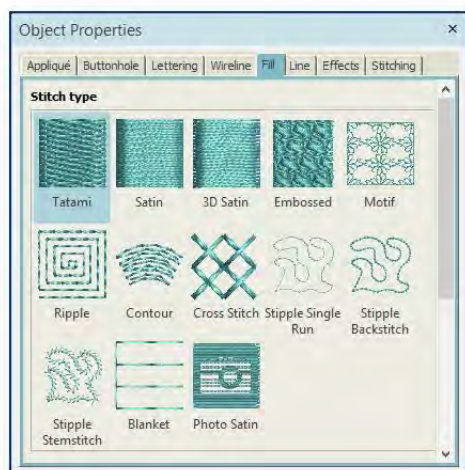 Object Properties
×
Appliqué Buttonhole Lettering Wireline Fill Line Effects Stitching
Stitch type
Tatami Satin 3D Satin Embossed Motif
Ripple Contour Cross Stitch Stipple Single Run Stipple Backstitch
Stipple Stemstitch Blanket Photo Satin